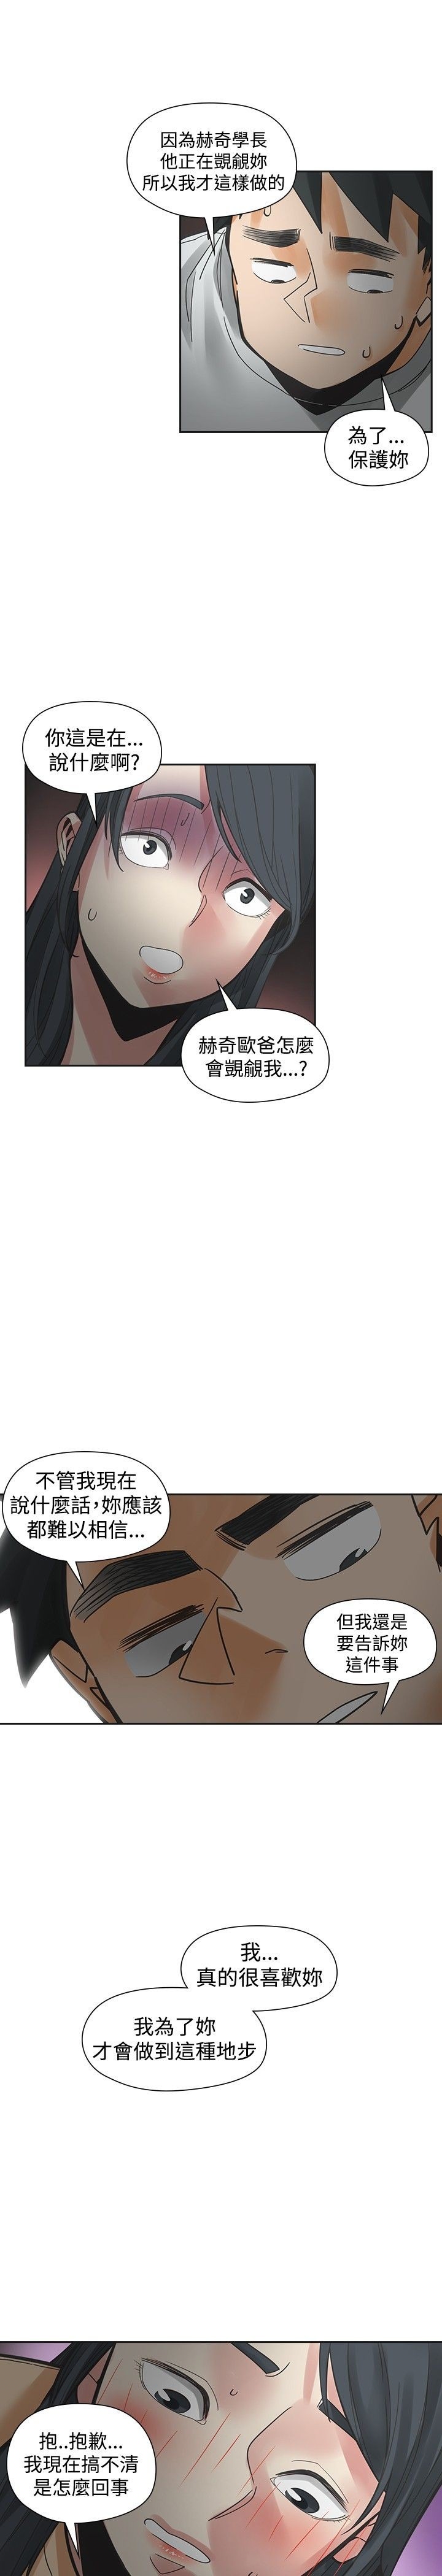 因為赫奇學長
他正在覬覦妳
所以我才這樣做的
為了...
保護妳
你這是在...
說什麼啊?
赫奇歐爸怎麼
會覬覦我...?
不管我現在
說什麼話,妳應該
都難以相信...
但我還是
要告訴妳
這件事
我...
真的很喜歡妳
我為了妳
才會做到這種地步
抱..抱歉...
我現在搞不清
是怎麼回事